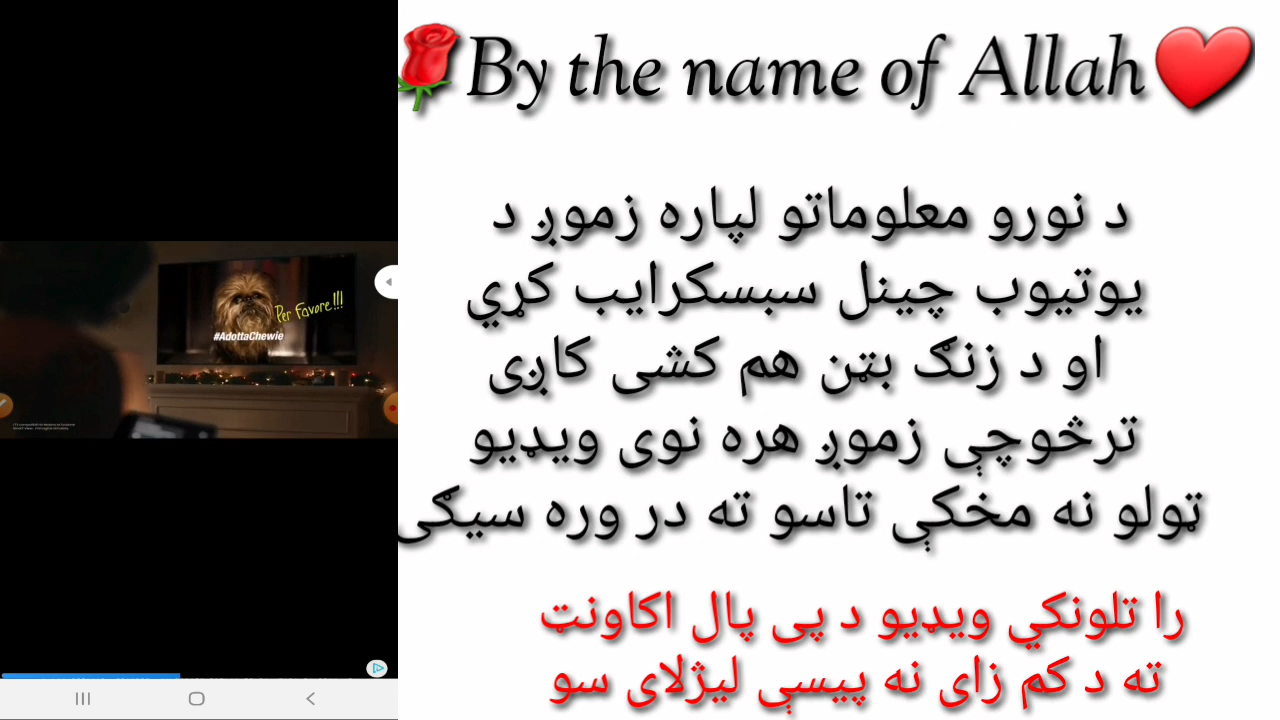 By the name of Allah
د نورو معلوماتو لپاره زموږ د
یوتیوب چینل سبسکرایب کړي
او د زنګ بټن هم کشی کاږی
ترڅوچې زموږ هره نوی ویډیو
ټولو نه مخکې تاسو ته در وره سیګی
را تلونکي ویډیو د پی پال اکاونټ
ته د کم زای نه پیسې لیژلای سو
Per Favore!!!
#AdottaChewie